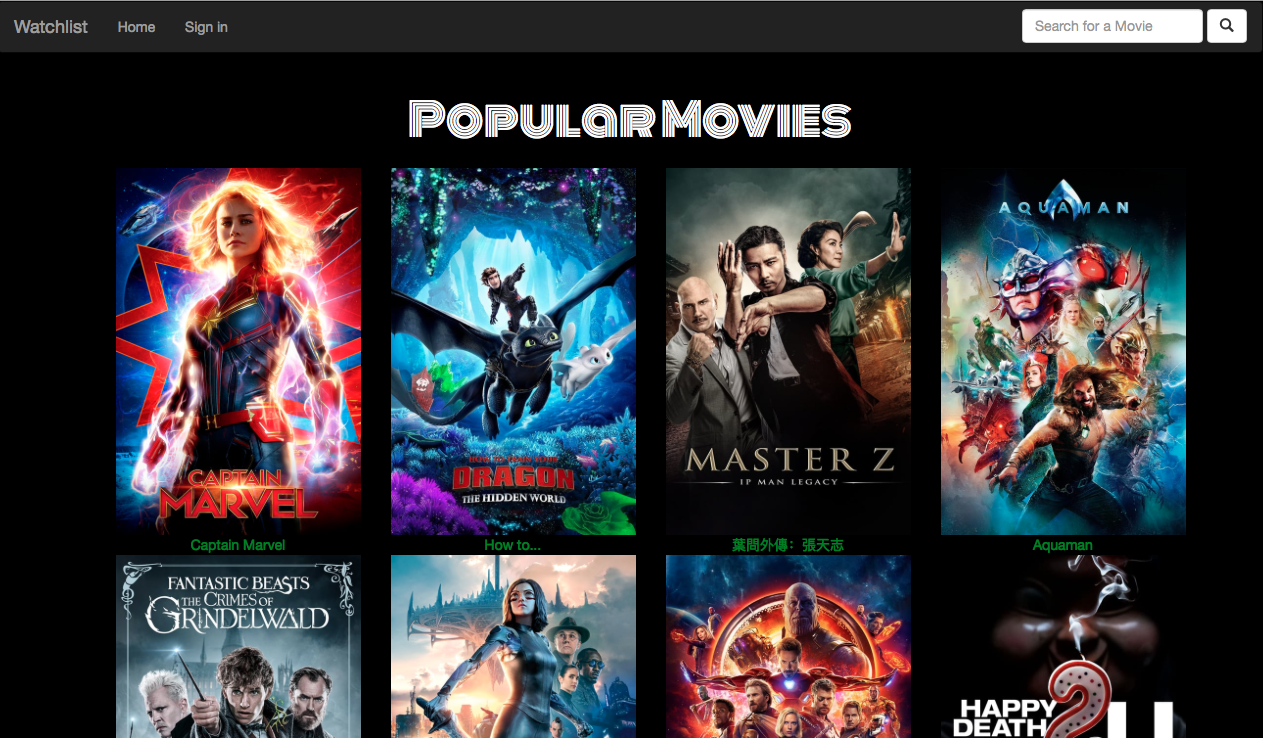 Watchlist Home Sign in Search for a Movie
Popular Movies
AQUAMAN
CAPTAIN
MARVEL
HOW TO TRAIN YOUR
DRAGON
THE HIDDEN WORLD
MASTER Z
IP MAN LEGACY
Captain Marvel How to... 葉問外傳：張天志 Aquaman
FANTASTIC BEASTS
THE CRIMES OF
GRINDELWALD
HAPPY
DEATH
2U